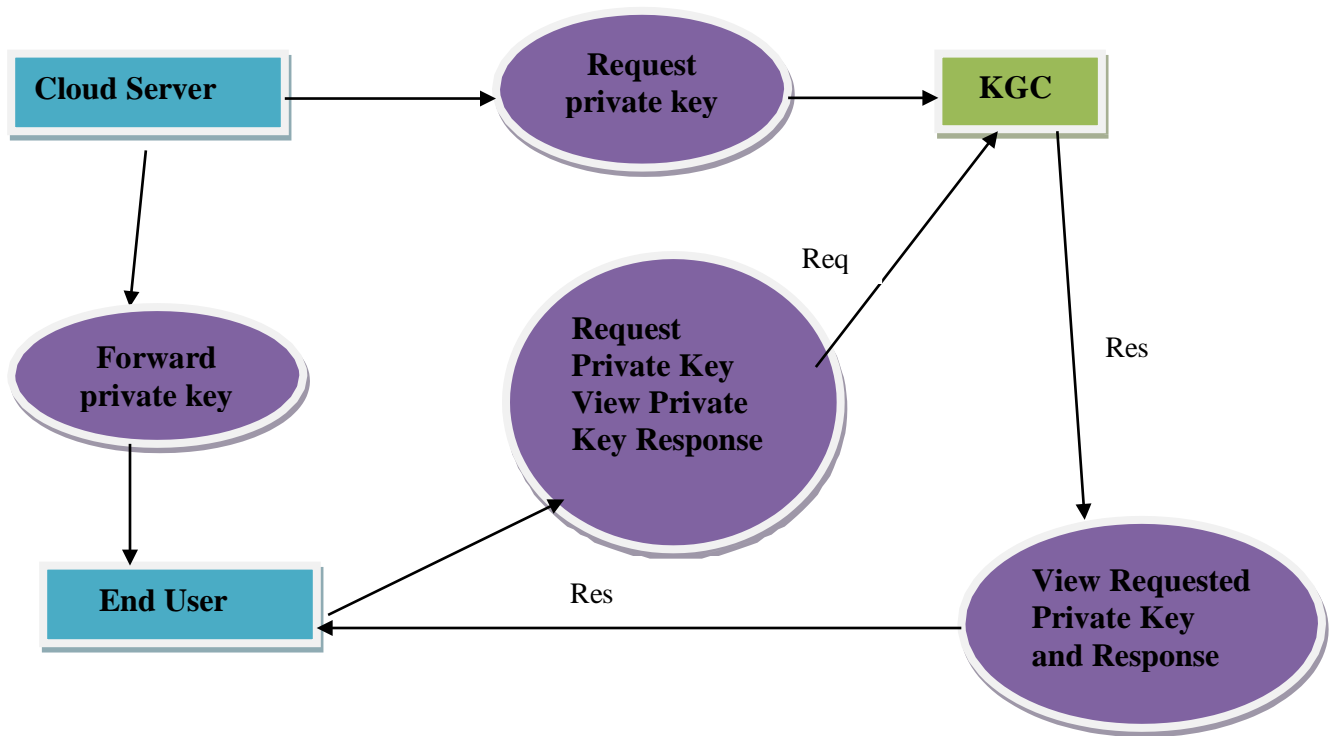 Cloud Server
Request
private key
KGC
Req
Request
Private Key
View Private
Key Response
Res
Forward
private key
End User
Res
View Requested
Private Key
and Response